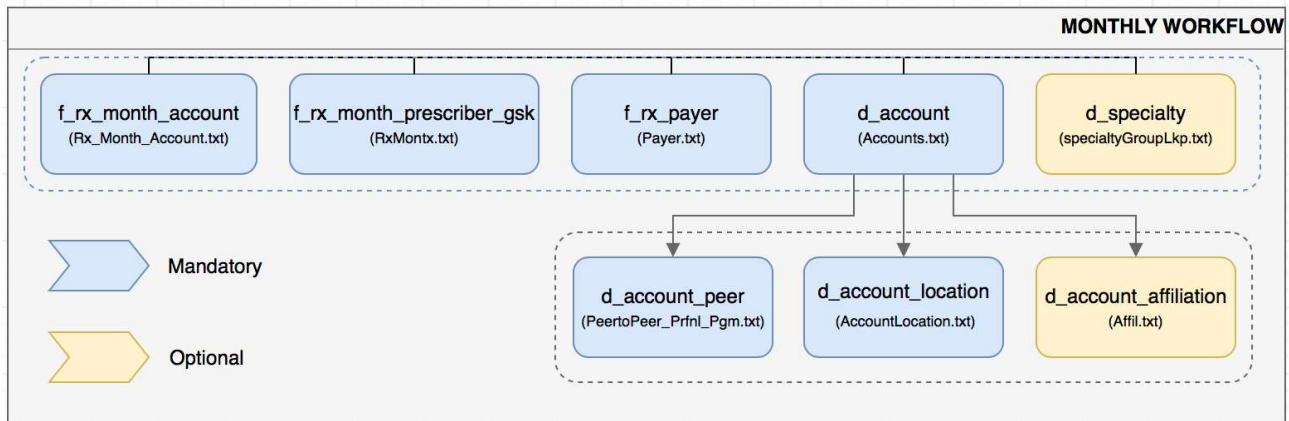 MONTHLY WORKFLOW
f_rx_month_account
(Rx_Month_Account.txt)
f_rx_month_prescriber_gsk
(RxMontx.txt)
f_rx_payer
(Payer.txt)
d_account
(Accounts.txt)
d_specialty
(specialtyGroupLkp.txt)
Mandatory
d_account_peer
(PeertoPeer_Prfnl_Pgm.txt)
d_account_location
(AccountLocation.txt)
d_account_affiliation
(Affil.txt)
Optional